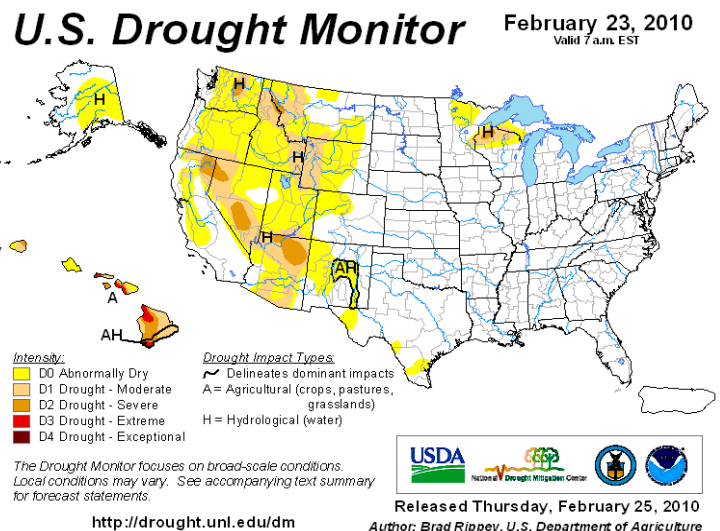 U.S. Drought Monitor
February 23, 2010
Valid 7 a.m. EST
H
H
H
H
H
AH
A
AH
Intensity:
D0 Abnormally Dry
D1 Drought - Moderate
D2 Drought - Severe
D3 Drought - Extreme
D4 Drought - Exceptional
Drought Impact Types:
Delineates dominant impacts
A = Agricultural (crops, pastures,
grasslands)
H = Hydrological (water)
The Drought Monitor focuses on broad-scale conditions.
Local conditions may vary. See accompanying text summary
for forecast statements.
http://drought.unl.edu/dm
USDA
National Drought Mitigation Center
Released Thursday, February 25, 2010
Author: Brad Rippey, U.S. Department of Agriculture